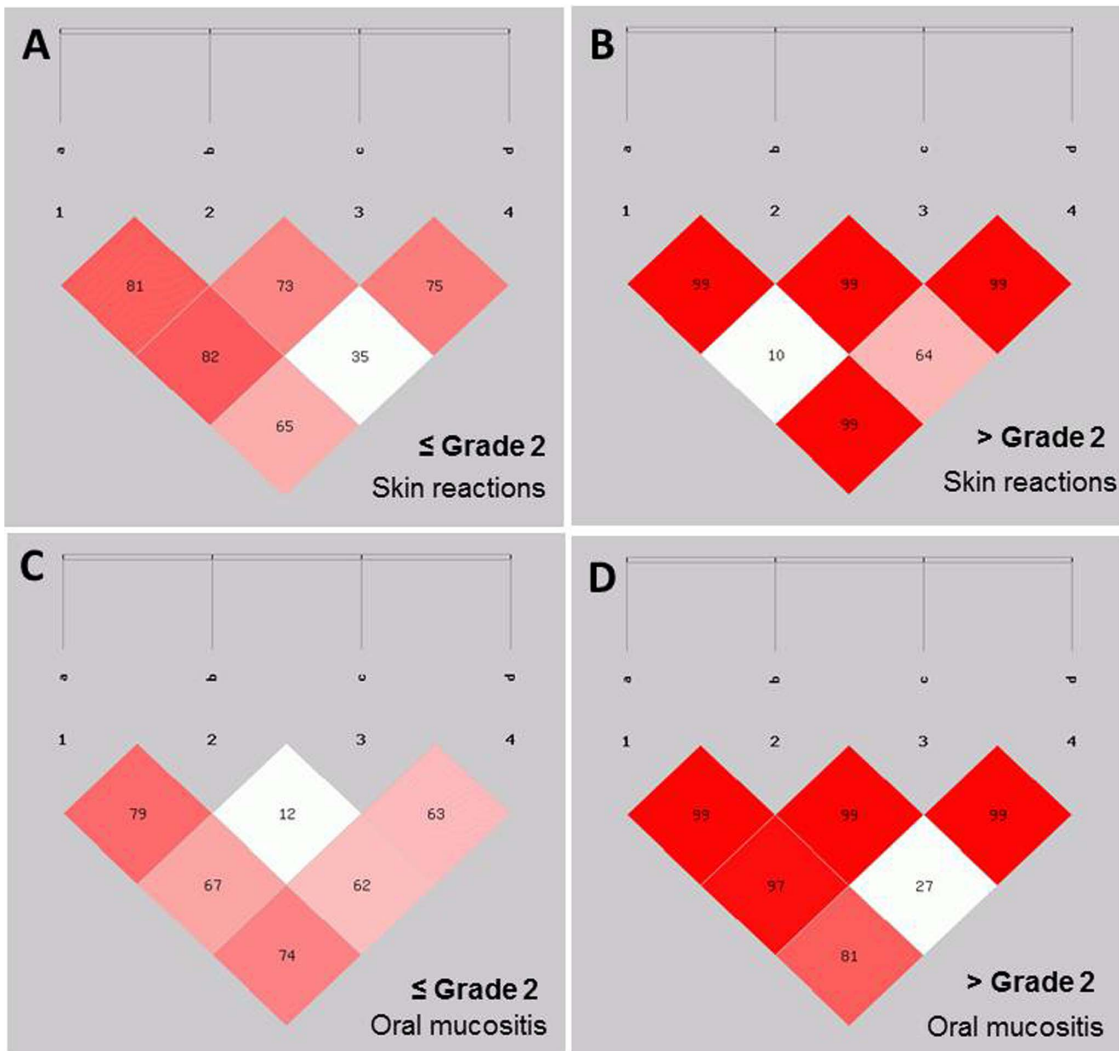 A
a b c d
1 2 3 4
81 73 75
82 35
65
≤ Grade 2
Skin reactions
B
a b c d
1 2 3 4
99 99 99
10 64
99
> Grade 2
Skin reactions
C
a b c d
1 2 3 4
79 12 63
67 62
74
≤ Grade 2
Oral mucositis
D
a b c d
1 2 3 4
99 99 99
97 27
81
> Grade 2
Oral mucositis